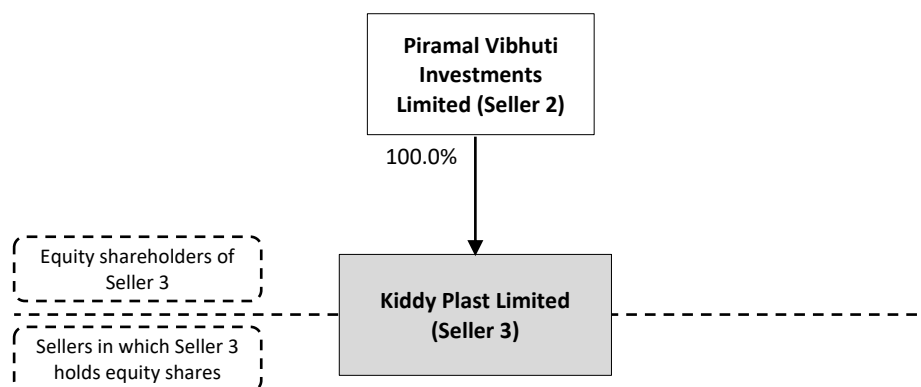 Piramal Vibhuti
Investments
Limited (Seller 2)
100.0%
Equity shareholders of
Seller 3
Kiddy Plast Limited
(Seller 3)
Sellers in which Seller 3
holds equity shares